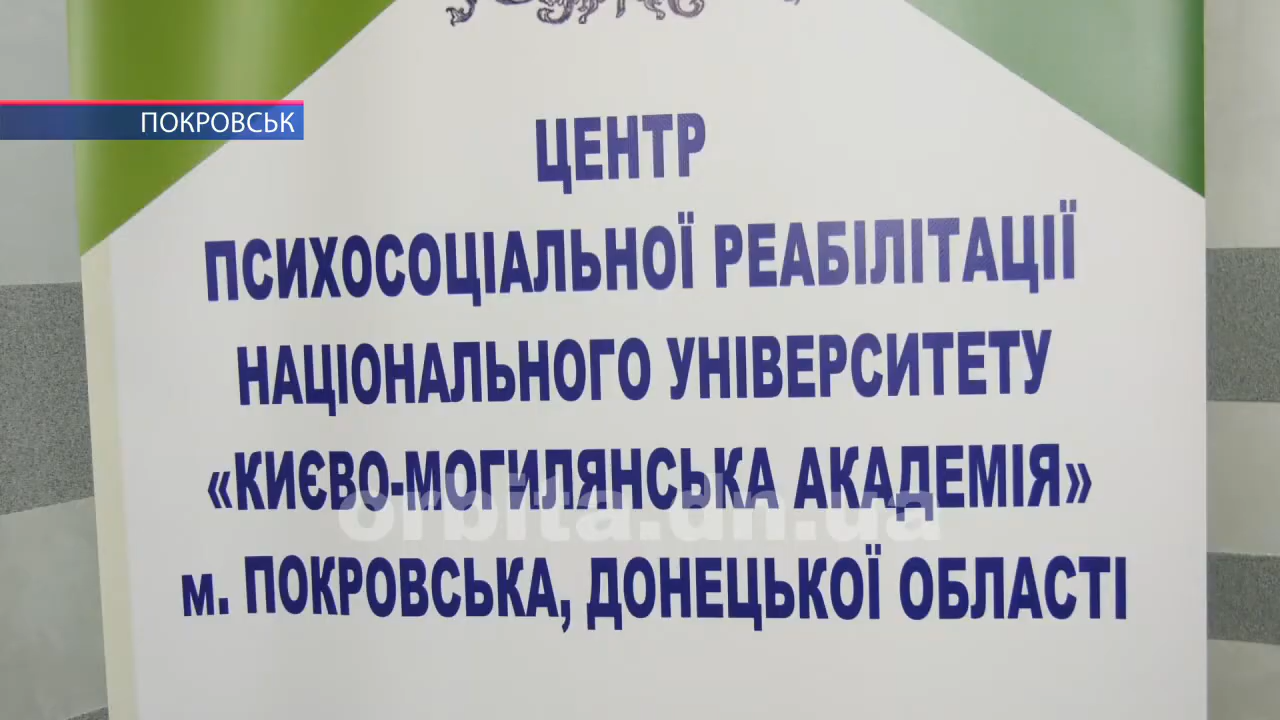 ПОКРОВСЬК
ЦЕНТР
ПСИХОСОЦІАЛЬНОЇ РЕАБІЛІТАЦІЇ
НАЦІОНАЛЬНОГО УНІВЕРСИТЕТУ
«КИЄВО-МОГИЛЯНСЬКА АКАДЕМІЯ»
orbita.dn.ua
м. ПОКРОВСЬКА, ДОНЕЦЬКОЇ ОБЛАСТІ